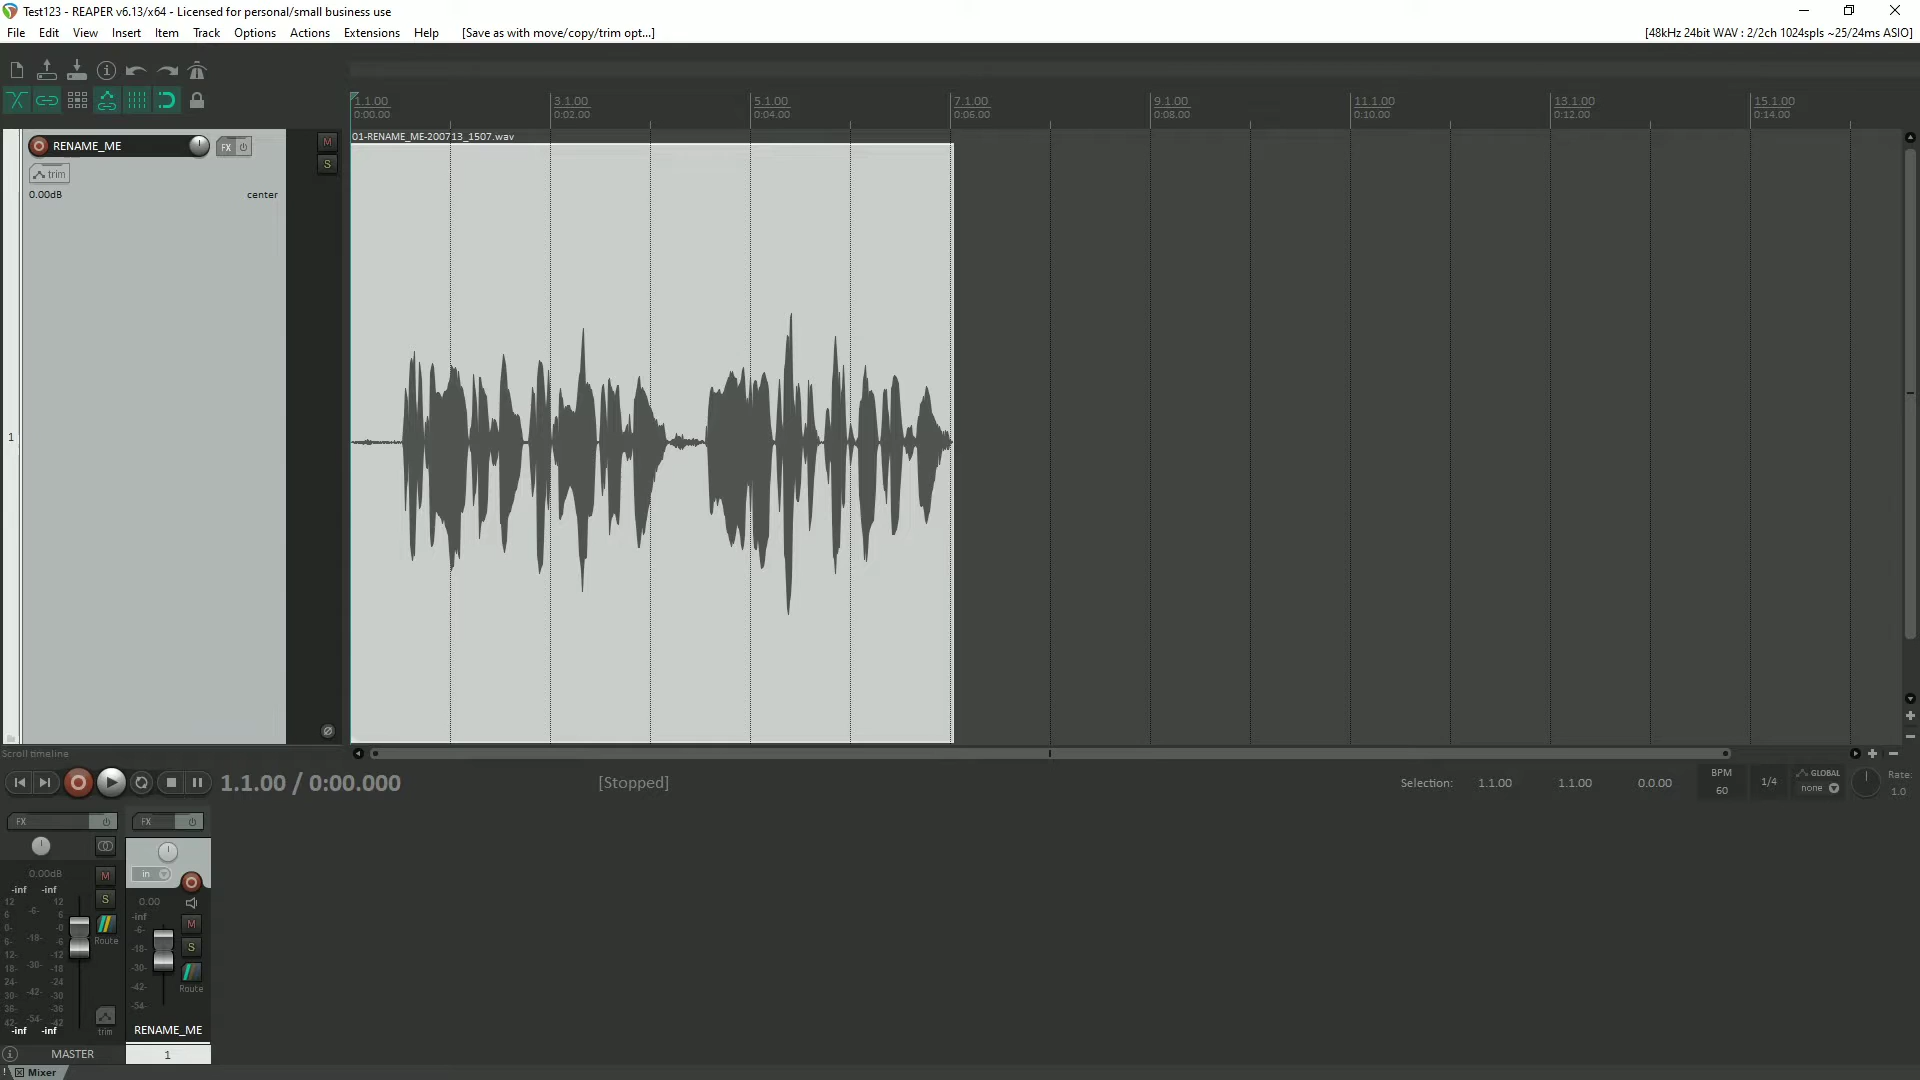 Test123 - REAPER v6.13/x64 - Licensed for personal/small business use
File Edit View Insert Item Track Options Actions Extensions Help [Save as with move/copy/trim opt...] [48kHz 24bit WAV : 2/2ch 1024spls ~25/24ms ASIO]
1.1.00 3.1.00 5.1.00 7.1.00 9.1.00 11.1.00 13.1.00 15.1.00
0:00.00 0:02.00 0:04.00 0:06.00 0:08.00 0:10.00 0:12.00 0:14.00
01-RENAME_ME-200713_1507.wav
RENAME_ME FX M
S
trim
0.00dB center
1
Scroll timeline
1.1.00 / 0:00.000 [Stopped] Selection: 1.1.00 1.1.00 0.0.00
BPM
60
1/4
GLOBAL
none
Rate:
1.0
FX FX
in
0.00dB M
-inf -inf
12 12 S
6 -6- 6
0- -0
6- -18- -6
12- -12
18- -18
24- -30- -24
30- -30
36- -42- -36
42- -54- -42
-inf -inf
Route
trim
0.00
-inf
-6- M
-18- S
-30-
-42-
-54-
Route
RENAME_ME
MASTER 1
Mixer